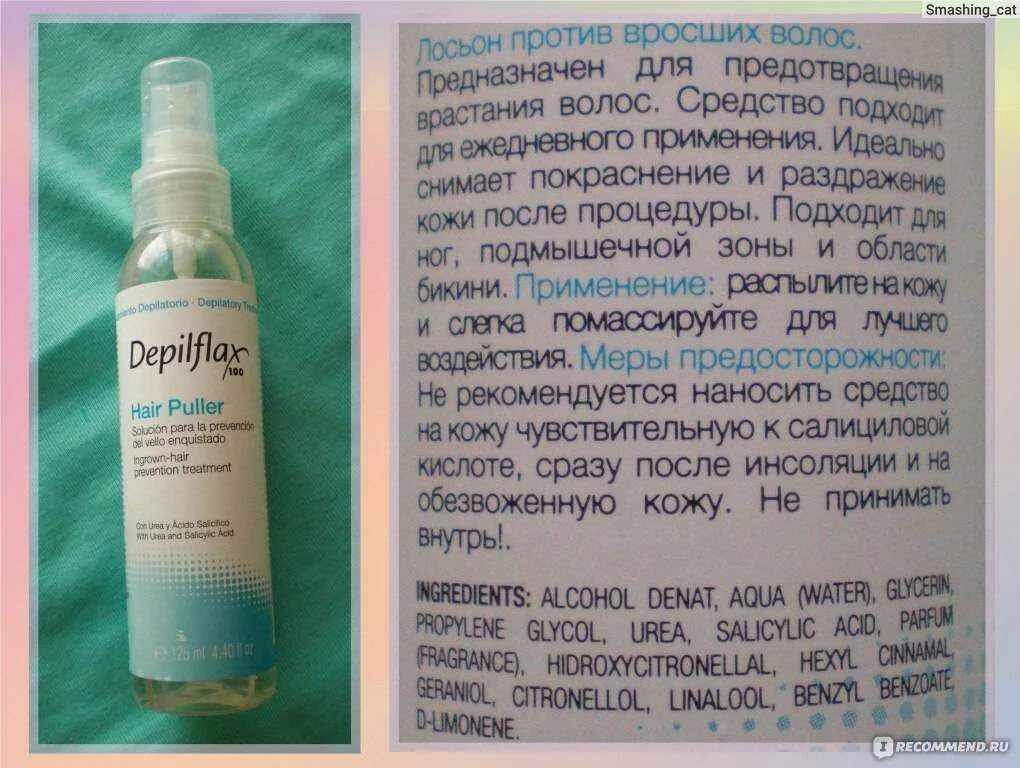 Smashing_cat
Tratamiento Depilatorio - Depilatory Trea
Depilflax
100
Hair Puller
Solución para la prevención
del vello enquistado
Ingrown-hair
prevention treatment
Con Urea y Ácido Salicílico
With Urea and Salicylic Acid
℮ 125 ml 4.40 fl oz
Лосьон против вросших волос.
Предназначен для предотвращения
врастания волос. Средство подходит
для ежедневного применения. Идеально
снимает покраснение и раздражение
кожи после процедуры. Подходит для
ног, подмышечной зоны и области
бикини. Применение: распылите на кожу
и слегка помассируйте для лучшего
воздействия. Меры предосторожности:
Не рекомендуется наносить средство
на кожу чувствительную к салициловой
кислоте, сразу после инсоляции и на
обезвоженную кожу. Не принимать
внутрь!.
INGREDIENTS: ALCOHOL DENAT, AQUA (WATER), GLYCERIN,
PROPYLENE GLYCOL, UREA, SALICYLIC ACID, PARFUM
(FRAGRANCE), HIDROXYCITRONELLAL, HEXYL CINNAMAL,
GERANIOL, CITRONELLOL, LINALOOL, BENZYL BENZOATE,
D-LIMONENE.
I RECOMMEND.RU